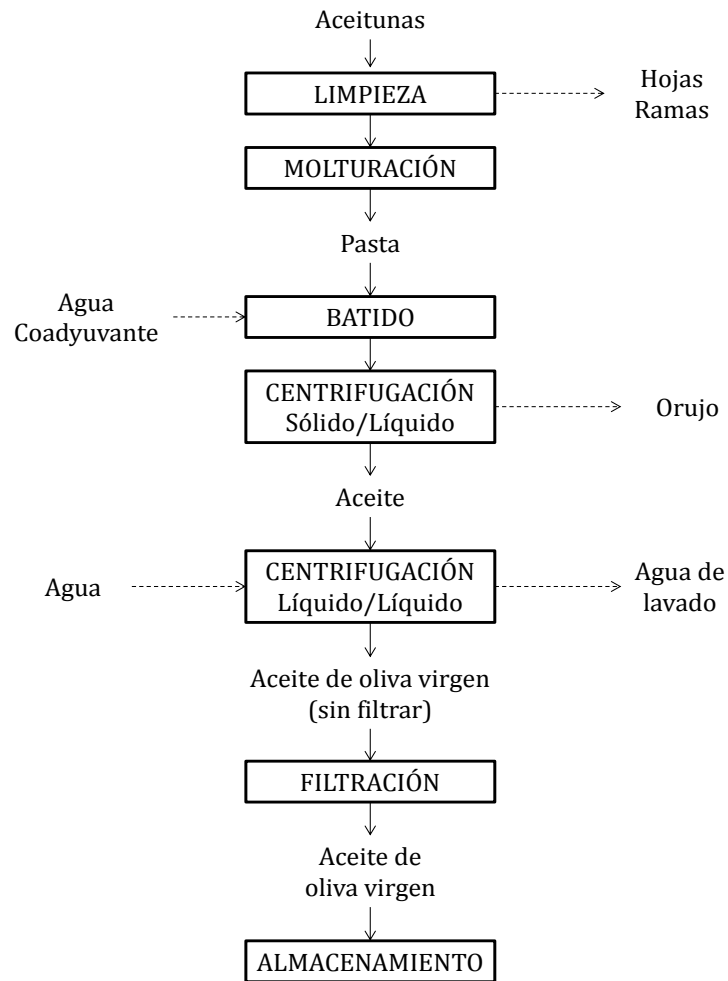 Aceitunas
LIMPIEZA
Hojas
Ramas
MOLTURACIÓN
Pasta
Agua
Coadyuvante
BATIDO
CENTRIFUGACIÓN
Sólido/Líquido
Orujo
Aceite
Agua
CENTRIFUGACIÓN
Líquido/Líquido
Agua de
lavado
Aceite de oliva virgen
(sin filtrar)
FILTRACIÓN
Aceite de
oliva virgen
ALMACENAMIENTO